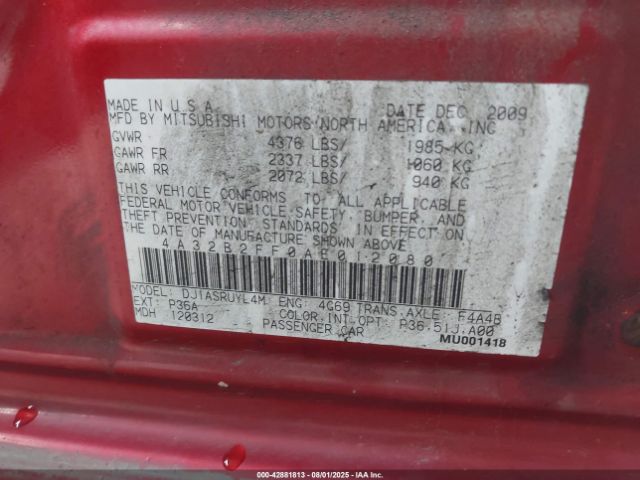 MADE IN U.S.A. DATE DEC 2009
MFD BY MITSUBISHI MOTORS NORTH AMERICA, INC
GVWR 4376 LBS/ 1985 KG
GAWR FR 2337 LBS/ 1060 KG
GAWR RR 2072 LBS/ 940 KG
THIS VEHICLE CONFORMS TO ALL APPLICABLE
FEDERAL MOTOR VEHICLE SAFETY, BUMPER, AND
THEFT PREVENTION STANDARDS IN EFFECT ON
THE DATE OF MANUFACTURE SHOWN ABOVE
4A32B2FF0AE012080
MODEL: DJ1ASRUYL4M ENG: 4G69 TRANS.AXLE: F4A4B
EXT: P36A COLOR:INT:OPT: P36.51J.A00
MDH 120312 PASSENGER CAR
MU001418
000-42881813 - 08/01/2025 - IAA Inc.